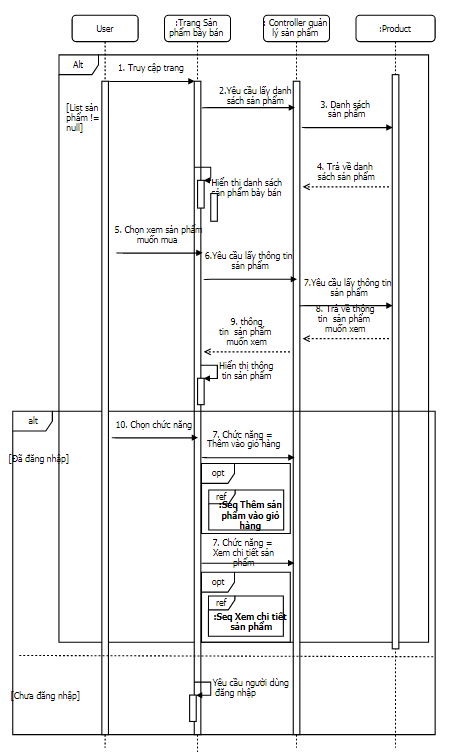 User
:Trang Sản
phẩm bày bán
: Controller quản
lý sản phẩm
:Product
Alt
1. Truy cập trang
2.Yêu cầu lấy danh
sách sản phẩm
[List sản
phẩm !=
null]
3. Danh sách
sản phẩm
4. Trả về danh
sách sản phẩm
Hiển thị danh sách
sản phẩm bày bán
5. Chọn xem sản phẩm
muốn mua
6.Yêu cầu lấy thông tin
sản phẩm
7.Yêu cầu lấy thông tin
sản phẩm
8. Trả về thông
tin sản phẩm
muốn xem
9. thông
tin sản phẩm
muốn xem
Hiển thị thông
tin sản phẩm
alt
10. Chọn chức năng
7. Chức năng =
Thêm vào giỏ hàng
[Đã đăng nhập]
opt
ref
:Seq Thêm sản
phẩm vào giỏ
hàng
7. Chức năng =
Xem chi tiết sản
phẩm
opt
ref
:Seq Xem chi tiết
sản phẩm
Yêu cầu người dùng
đăng nhập
[Chưa đăng nhập]